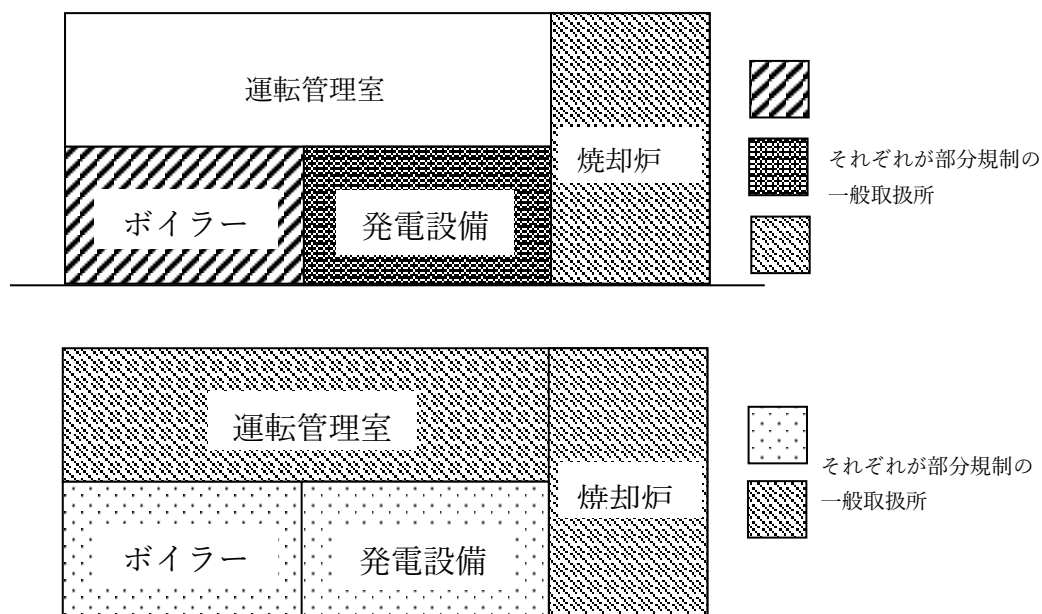 運転管理室
焼却炉
ボイラー
発電設備
それぞれが部分規制の
一般取扱所
運転管理室
焼却炉
ボイラー
発電設備
それぞれが部分規制の
一般取扱所